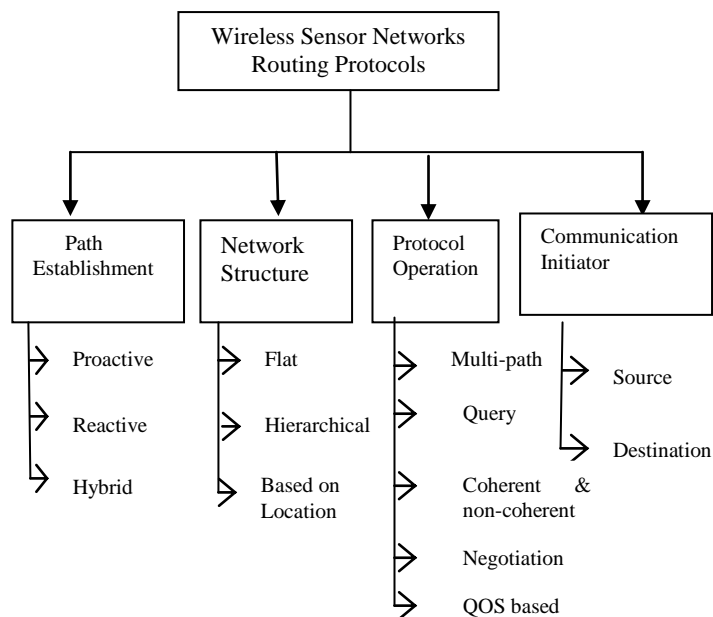 Wireless Sensor Networks
Routing Protocols
Path
Establishment
Network
Structure
Protocol
Operation
Communication
Initiator
Proactive
Reactive
Hybrid
Flat
Hierarchical
Based on
Location
Multi-path
Query
Coherent &
non-coherent
Negotiation
QOS based
Source
Destination